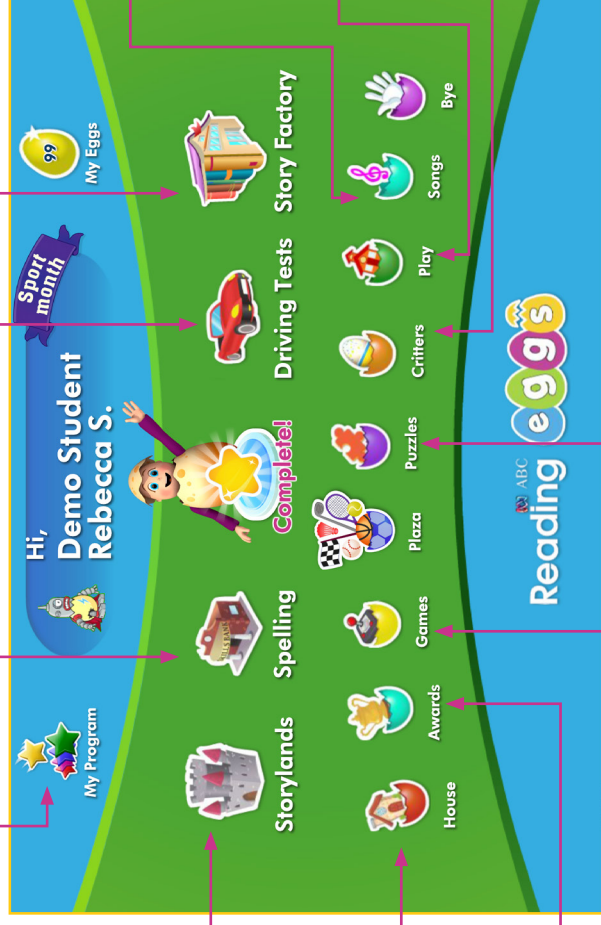 My Program
Hi,
Demo Student
Rebecca S.
Sport
month
99
My Eggs
Storylands
Spelling
Complete!
Driving Tests
Story Factory
House
Awards
Games
Plaza
Puzzles
Critters
Play
Songs
Bye
ABC
Reading eggs